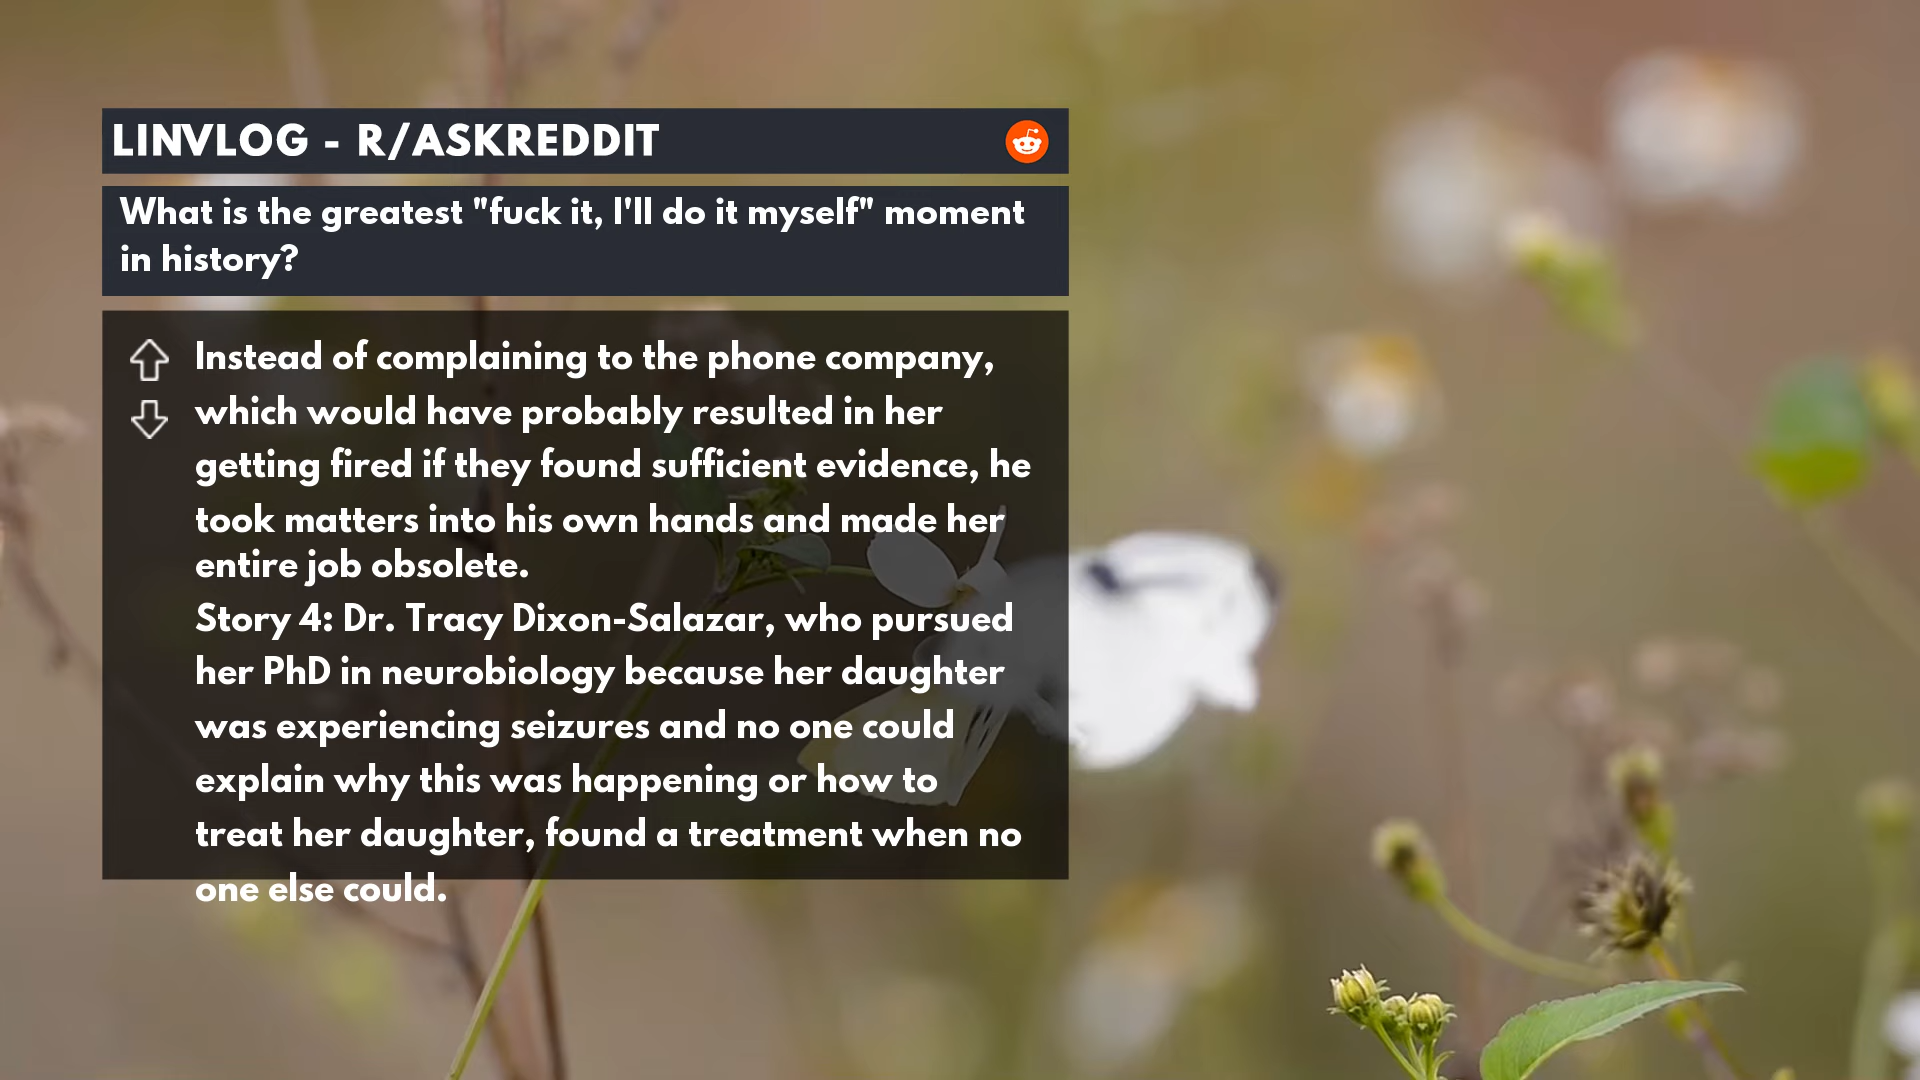 LINVLOG - R/ASKREDDIT
What is the greatest "fuck it, I'll do it myself" moment
in history?
Instead of complaining to the phone company,
which would have probably resulted in her
getting fired if they found sufficient evidence, he
took matters into his own hands and made her
entire job obsolete.
Story 4: Dr. Tracy Dixon-Salazar, who pursued
her PhD in neurobiology because her daughter
was experiencing seizures and no one could
explain why this was happening or how to
treat her daughter, found a treatment when no
one else could.